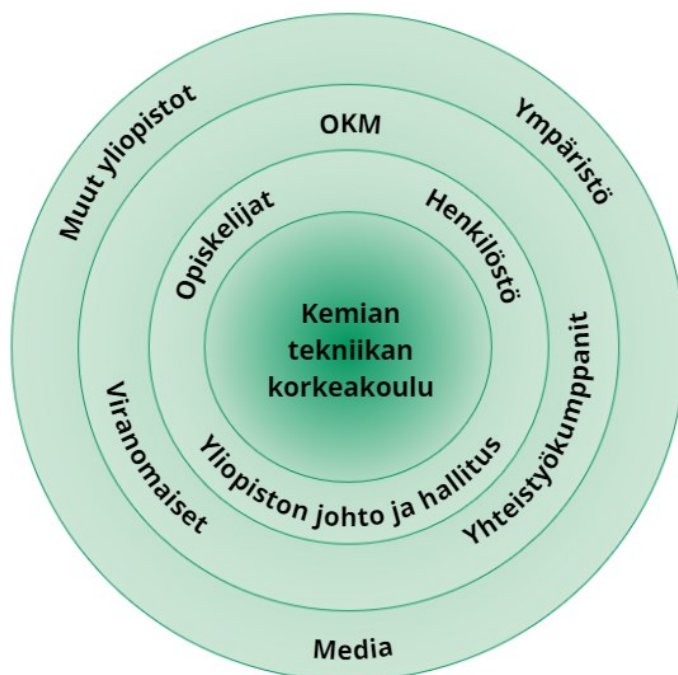 Muut yliopistot
Ympäristö
OKM
Opiskelijat
Henkilöstö
Kemian
tekniikan
korkeakoulu
Viranomaiset
Yhteistyökumppanit
Yliopiston johto ja hallitus
Media